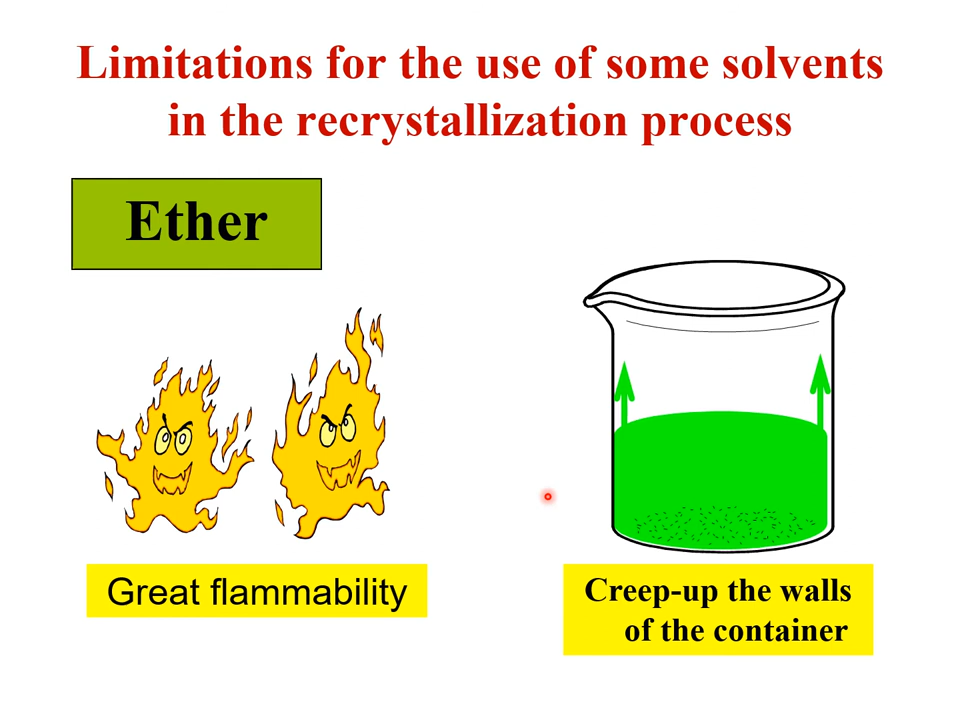 Limitations for the use of some solvents
in the recrystallization process
Ether
Great flammability
Creep-up the walls
of the container